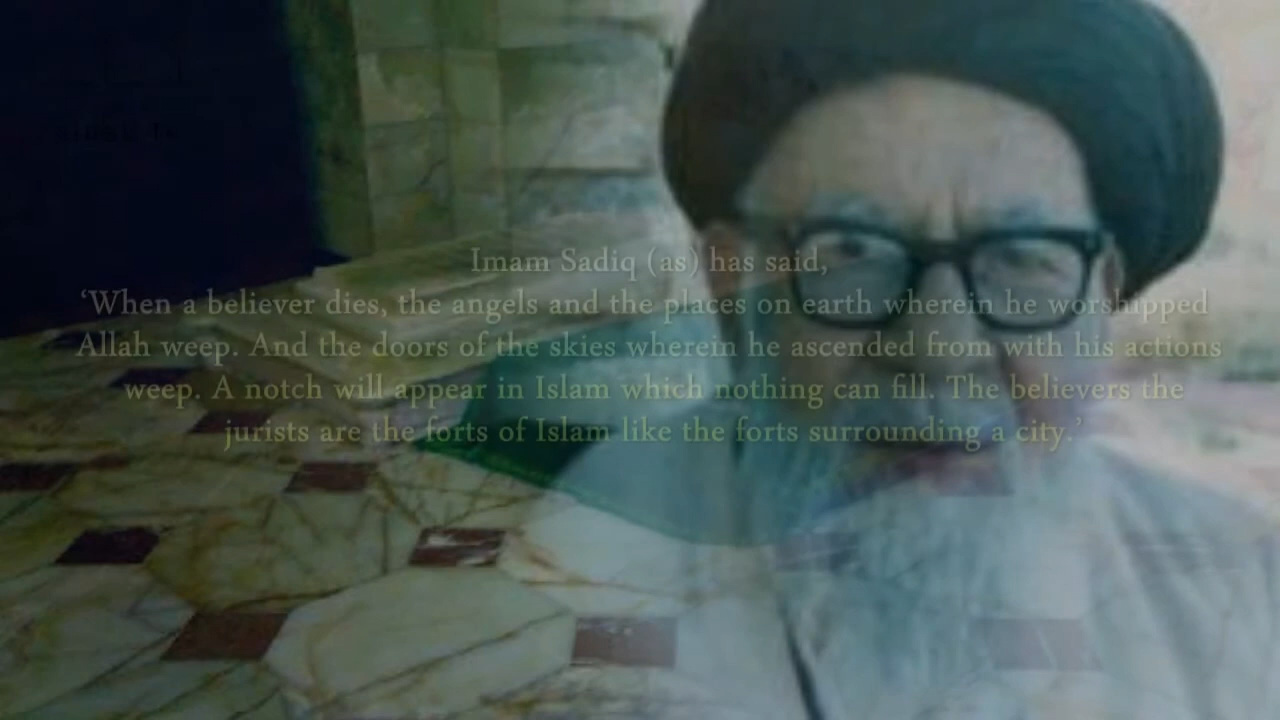 Imam Sadiq (as) has said,
‘When a believer dies, the angels and the places on earth wherein he worshipped
Allah weep. And the doors of the skies wherein he ascended from with his actions
weep. A notch will appear in Islam which nothing can fill. The believers the
jurists are the forts of Islam like the forts surrounding a city.’